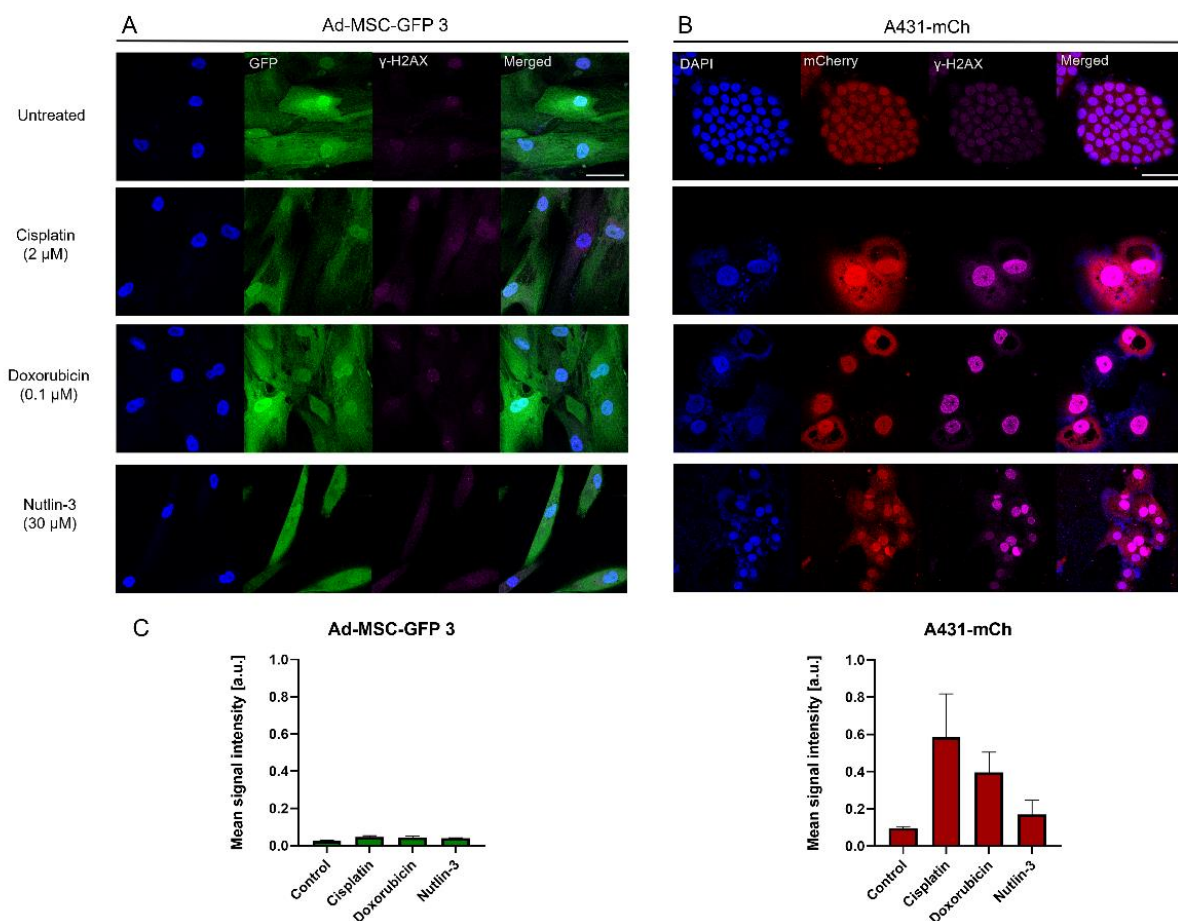 A
Ad-MSC-GFP 3
B
A431-mCh
GFP
γ-H2AX
Merged
DAPI
mCherry
γ-H2AX
Merged
Untreated
Cisplatin
(2 µM)
Doxorubicin
(0.1 µM)
Nutlin-3
(30 µM)
C
Ad-MSC-GFP 3
Mean signal intensity [a.u.]
1.0
0.8
0.6
0.4
0.2
0.0
Control
Cisplatin
Doxorubicin
Nutlin-3
A431-mCh
Mean signal intensity [a.u.]
1.0
0.8
0.6
0.4
0.2
0.0
Control
Cisplatin
Doxorubicin
Nutlin-3